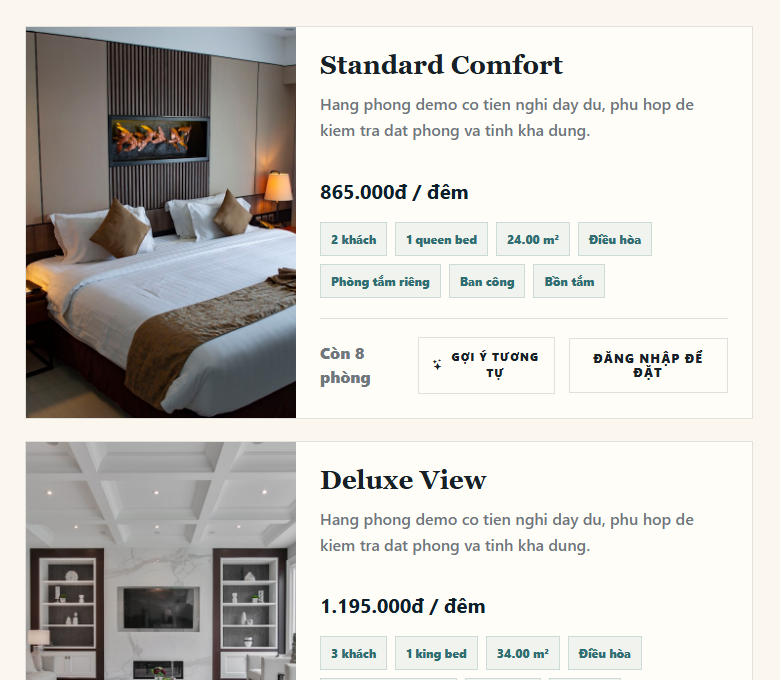 Standard Comfort
Hang phong demo co tien nghi day du, phu hop de
kiem tra dat phong va tinh kha dung.
865.000đ / đêm
2 khách
1 queen bed
24.00 m²
Điều hòa
Phòng tắm riêng
Ban công
Bồn tắm
Còn 8
phòng
GỢI Ý TƯƠNG
TỰ
ĐĂNG NHẬP ĐỂ
ĐẶT
Deluxe View
Hang phong demo co tien nghi day du, phu hop de
kiem tra dat phong va tinh kha dung.
1.195.000đ / đêm
3 khách
1 king bed
34.00 m²
Điều hòa